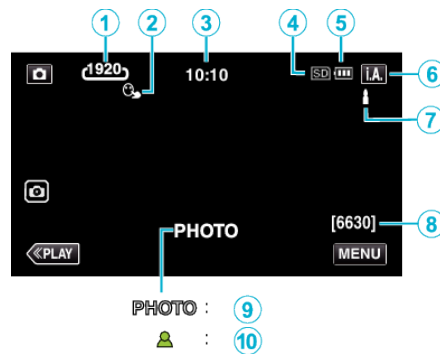 1 2 3 4 5
1920 10:10 SD i.A. 6
7
[6630] 8
PHOTO
≪PLAY MENU
PHOTO : 9
: 10